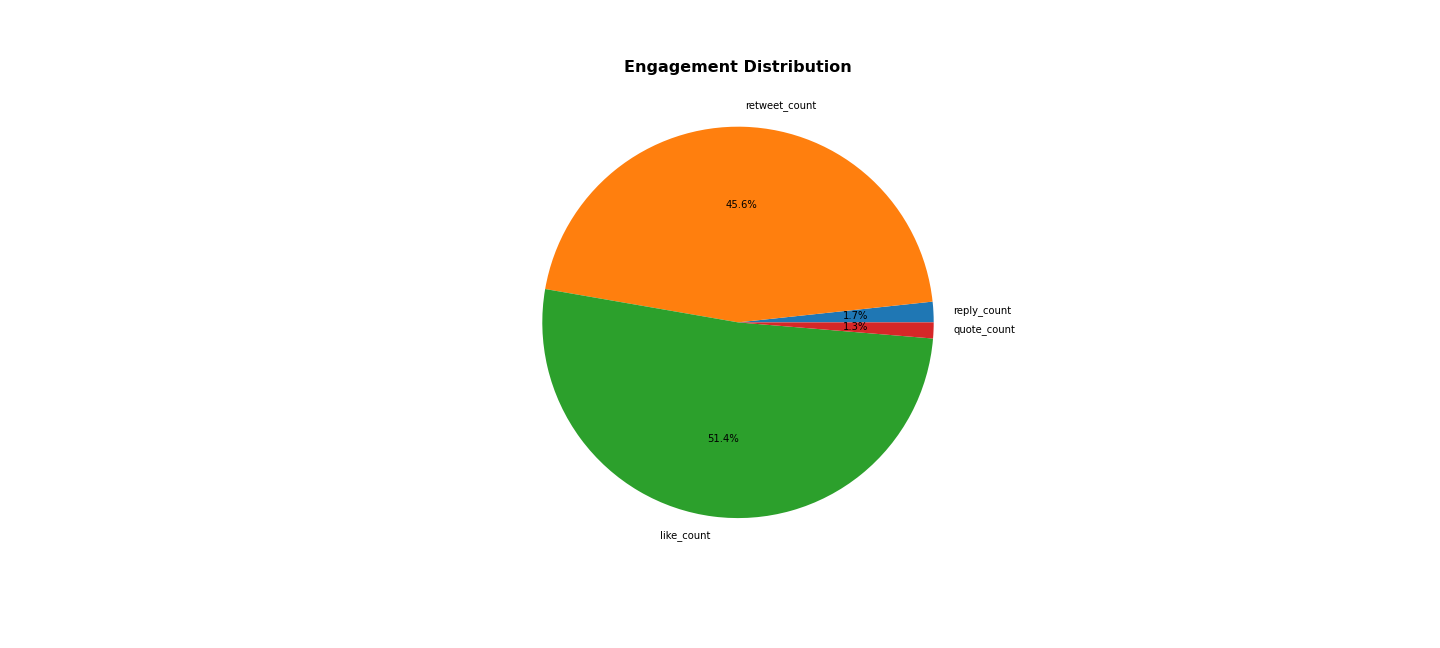 Engagement Distribution
retweet_count
45.6%
reply_count
1.7%
quote_count
1.3%
51.4%
like_count